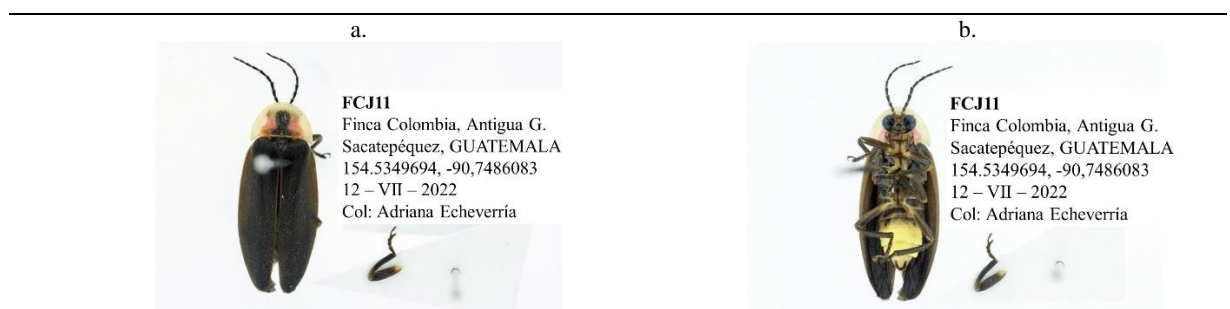 a.
FCJ11
Finca Colombia, Antigua G.
Sacatepéquez, GUATEMALA
154.5349694, -90,7486083
12 – VII – 2022
Col: Adriana Echeverría
b.
FCJ11
Finca Colombia, Antigua G.
Sacatepéquez, GUATEMALA
154.5349694, -90,7486083
12 – VII – 2022
Col: Adriana Echeverría